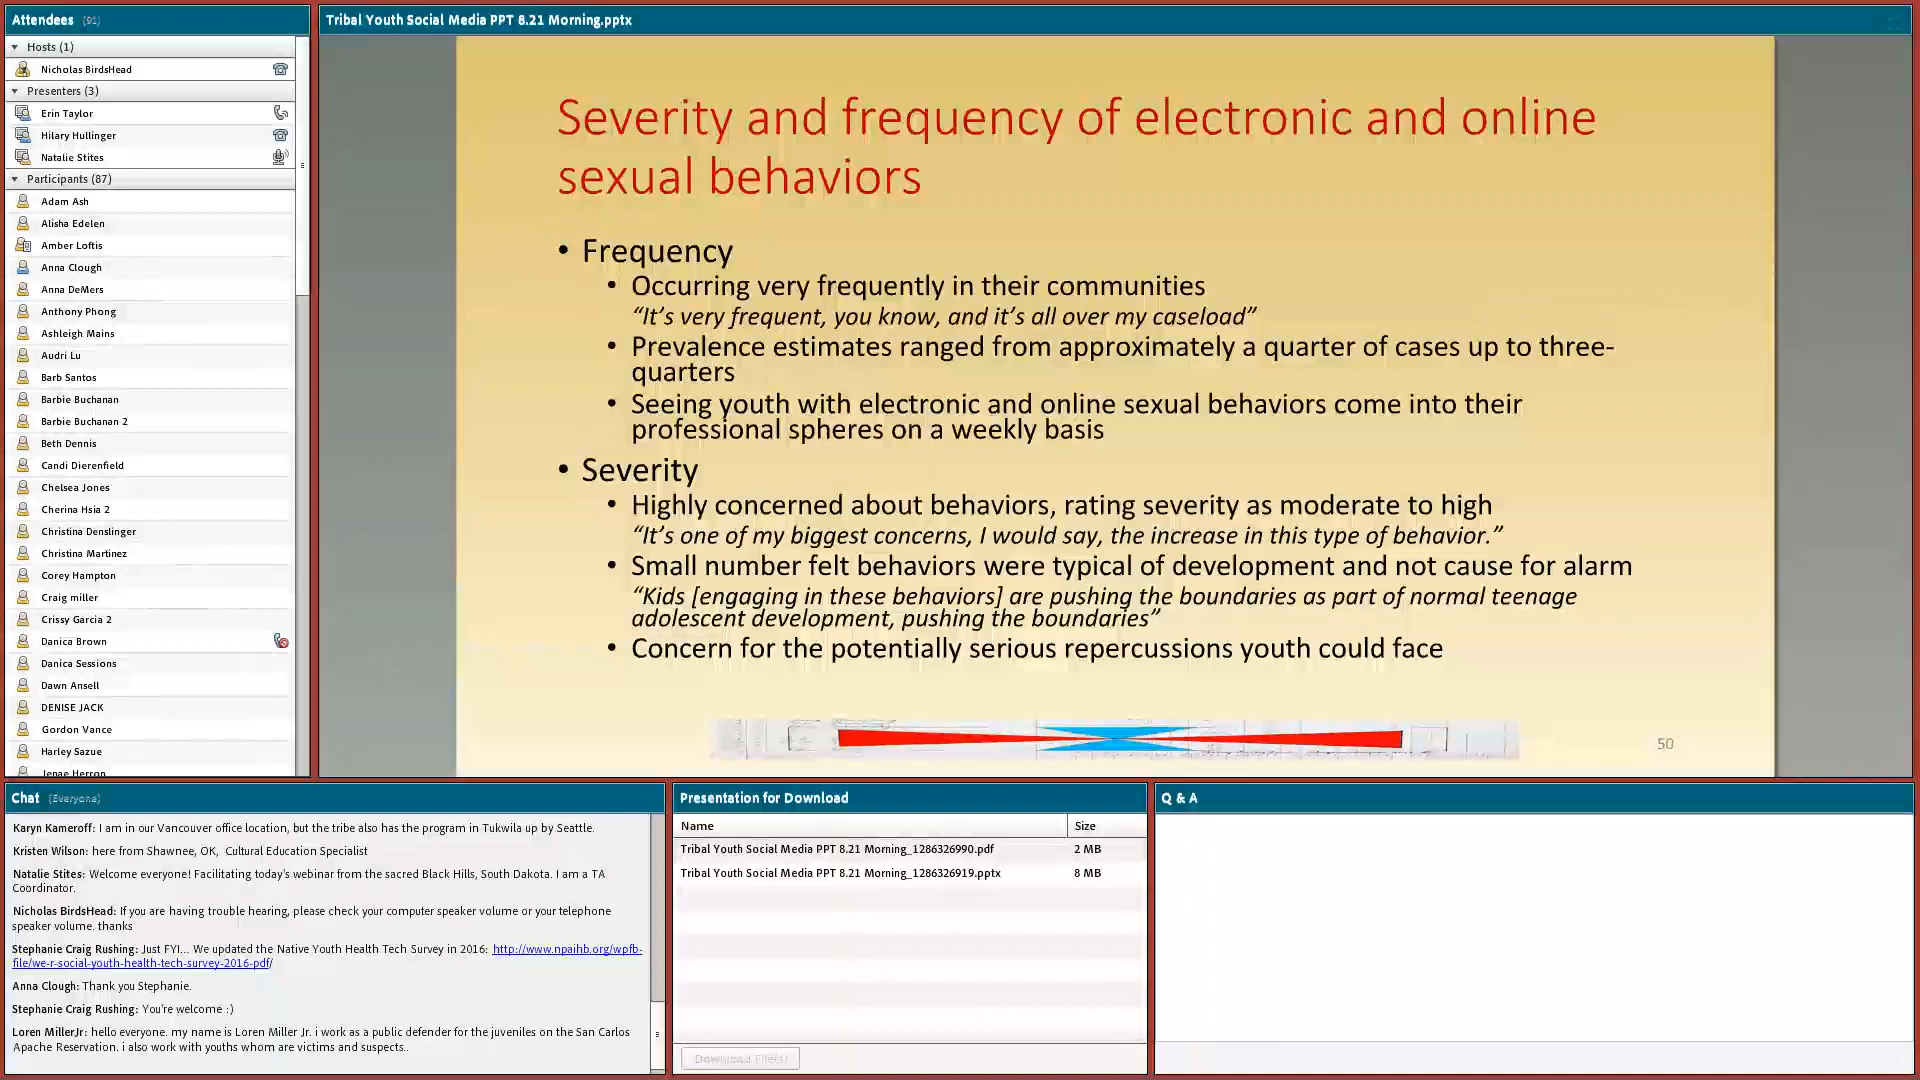 Attendees (91)
Hosts (1)
Nicholas BirdsHead
Presenters (3)
Erin Taylor
Hilary Hullinger
Natalie Stites
Participants (87)
Adam Ash
Alisha Edelen
Amber Loftis
Anna Clough
Anna DeMers
Anthony Phong
Ashleigh Mains
Audri Lu
Barb Santos
Barbie Buchanan
Barbie Buchanan 2
Beth Dennis
Candi Dierenfield
Chelsea Jones
Cherina Hsia 2
Christina Denslinger
Christina Martinez
Corey Hampton
Craig miller
Crissy Garcia 2
Danica Brown
Danica Sessions
Dawn Ansell
DENISE JACK
Gordon Vance
Harley Sazue
Jenae Herron
Tribal Youth Social Media PPT 8.21 Morning.pptx
Severity and frequency of electronic and online
sexual behaviors
• Frequency
• Occurring very frequently in their communities
“It’s very frequent, you know, and it’s all over my caseload”
• Prevalence estimates ranged from approximately a quarter of cases up to three-
quarters
• Seeing youth with electronic and online sexual behaviors come into their
professional spheres on a weekly basis
• Severity
• Highly concerned about behaviors, rating severity as moderate to high
“It’s one of my biggest concerns, I would say, the increase in this type of behavior.”
• Small number felt behaviors were typical of development and not cause for alarm
“Kids [engaging in these behaviors] are pushing the boundaries as part of normal teenage
adolescent development, pushing the boundaries”
• Concern for the potentially serious repercussions youth could face
50
Chat (Everyone)
Karyn Kameroff: I am in our Vancouver office location, but the tribe also has the program in Tukwila up by Seattle.
Kristen Wilson: here from Shawnee, OK, Cultural Education Specialist
Natalie Stites: Welcome everyone! Facilitating today's webinar from the sacred Black Hills, South Dakota. I am a TA
Coordinator.
Nicholas BirdsHead: If you are having trouble hearing, please check your computer speaker volume or your telephone
speaker volume. thanks
Stephanie Craig Rushing: Just FYI... We updated the Native Youth Health Tech Survey in 2016: http://www.npaihb.org/wpfb-
file/we-r-social-youth-health-tech-survey-2016-pdf/
Anna Clough: Thank you Stephanie.
Stephanie Craig Rushing: You're welcome :)
Loren MillerJr: hello everyone. my name is Loren Miller Jr. i work as a public defender for the juveniles on the San Carlos
Apache Reservation. i also work with youths whom are victims and suspects..
Presentation for Download
Name Size
Tribal Youth Social Media PPT 8.21 Morning_1286326990.pdf 2 MB
Tribal Youth Social Media PPT 8.21 Morning_1286326919.pptx 8 MB
Download File(s)
Q & A